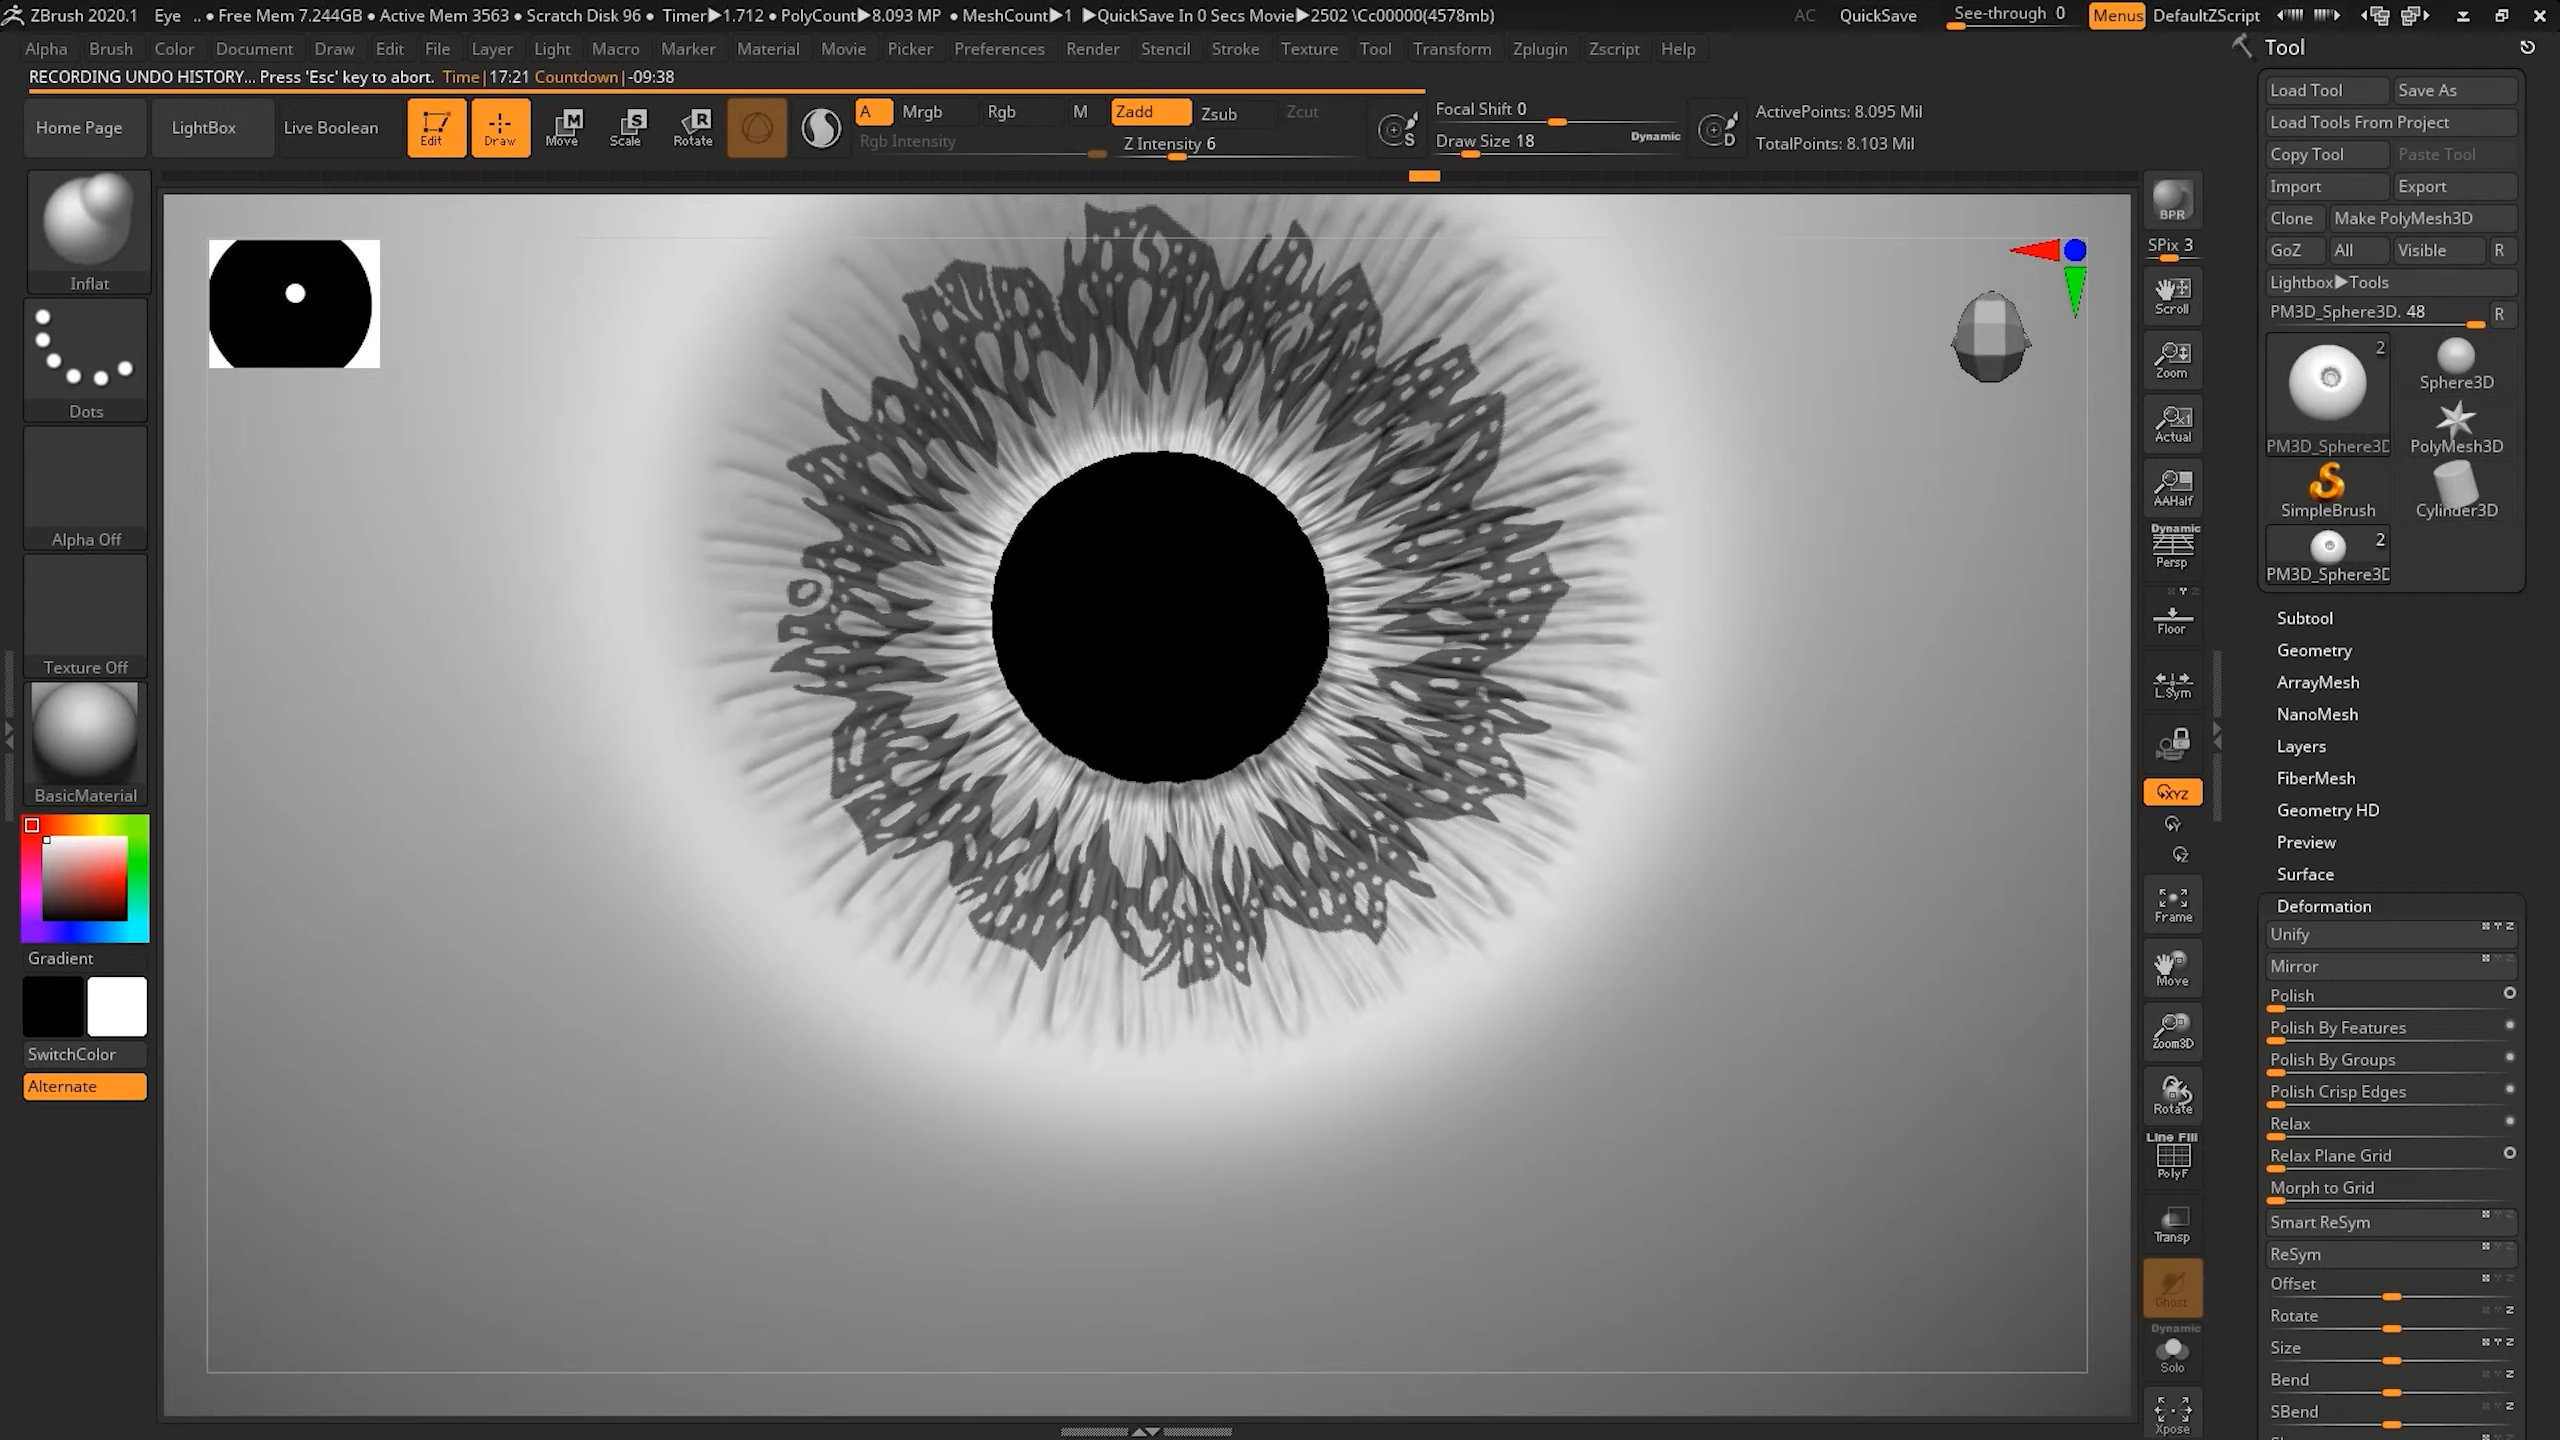 ZBrush 2020.1 Eye .. • Free Mem 7.244GB • Active Mem 3563 • Scratch Disk 96 • Timer▶1.712 • PolyCount▶8.093 MP • MeshCount▶1 ▶QuickSave In 0 Secs Movie▶2502 \Cc00000(4578mb) AC QuickSave See-through 0 Menus DefaultZScript
Alpha Brush Color Document Draw Edit File Layer Light Macro Marker Material Movie Picker Preferences Render Stencil Stroke Texture Tool Transform Zplugin Zscript Help
RECORDING UNDO HISTORY... Press 'Esc' key to abort. Time|17:21 Countdown|-09:38
Home Page LightBox Live Boolean Edit Draw Move Scale Rotate
M S R
A Mrgb Rgb M Zadd Zsub Zcut
Rgb Intensity Z Intensity 6
S Focal Shift 0
Draw Size 18 Dynamic
D ActivePoints: 8.095 Mil
TotalPoints: 8.103 Mil
Inflat
Dots
Alpha Off
Texture Off
BasicMaterial
Gradient
SwitchColor
Alternate
BPR
SPix 3
Scroll
Zoom
Actual
AAHalf
Dynamic
Persp
Floor
L.Sym
XYZ
Y
Z
Frame
Move
Zoom3D
Rotate
Line Fill
PolyF
Transp
Ghost
Dynamic
Solo
Xpose
Tool
Load Tool Save As
Load Tools From Project
Copy Tool Paste Tool
Import Export
Clone Make PolyMesh3D
GoZ All Visible R
Lightbox▶Tools
PM3D_Sphere3D. 48 R
2
Sphere3D
PM3D_Sphere3D PolyMesh3D
SimpleBrush Cylinder3D
2
PM3D_Sphere3D
Subtool
Geometry
ArrayMesh
NanoMesh
Layers
FiberMesh
Geometry HD
Preview
Surface
Deformation
Unify
Mirror
Polish
Polish By Features
Polish By Groups
Polish Crisp Edges
Relax
Relax Plane Grid
Morph to Grid
Smart ReSym
ReSym
Offset
Rotate
Size
Bend
SBend